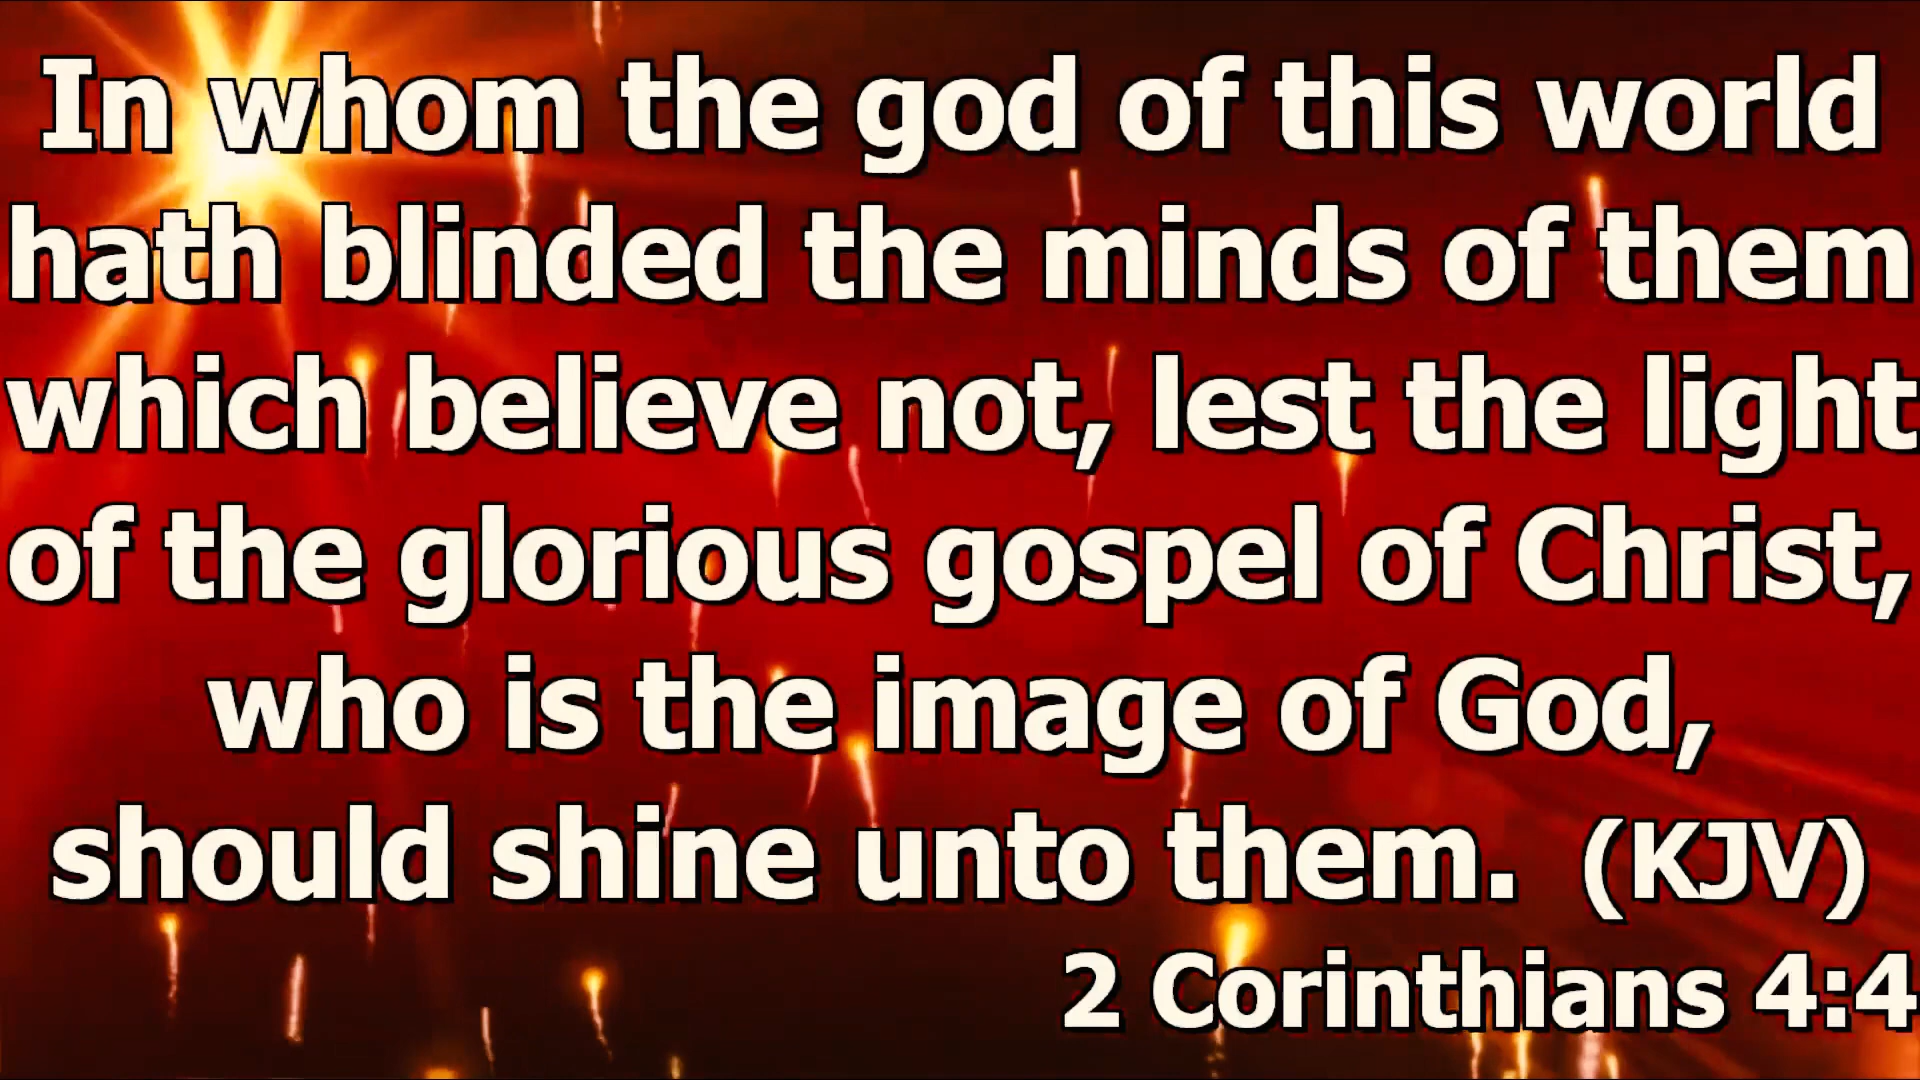 In whom the god of this world
hath blinded the minds of them
which believe not, lest the light
of the glorious gospel of Christ,
who is the image of God,
should shine unto them.  (KJV)
2 Corinthians 4:4